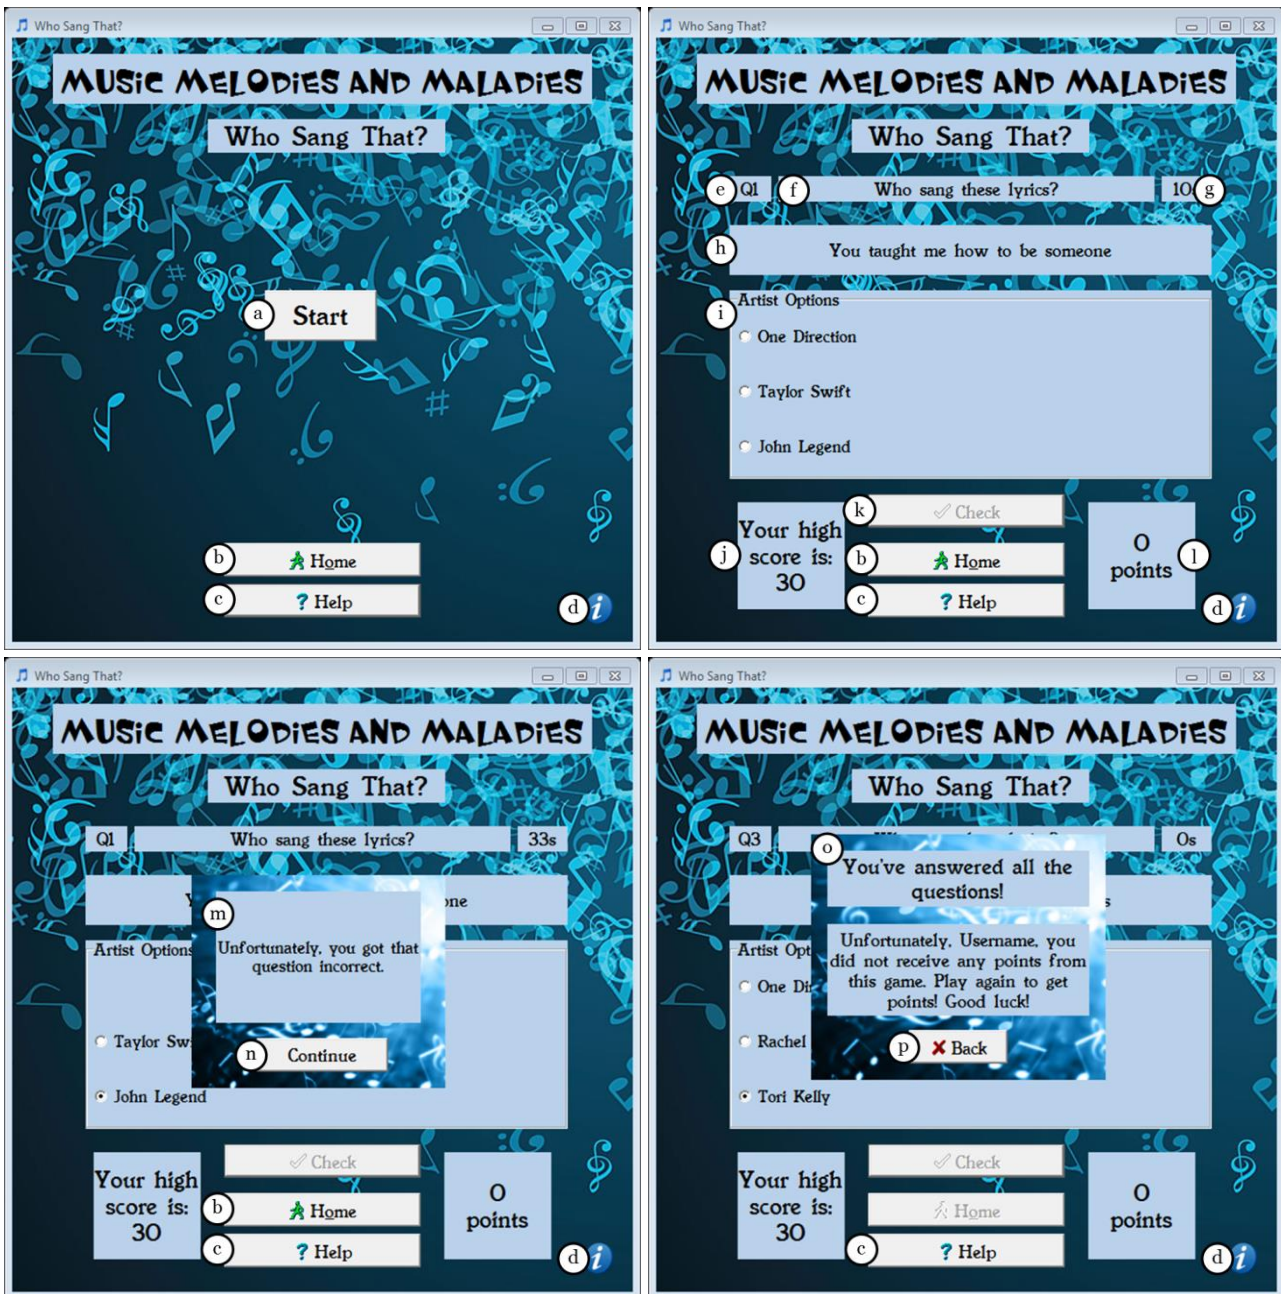 Who Sang That?
MUSIC MELODIES AND MALADIES
Who Sang That?
a
Start
b
Home
c
? Help
d
i
Who Sang That?
MUSIC MELODIES AND MALADIES
Who Sang That?
e
Q1
f
Who sang these lyrics?
10
g
h
You taught me how to be someone
i
Artist Options
One Direction
Taylor Swift
John Legend
j
Your high
score is:
30
k
Check
b
Home
c
? Help
0
points
l
d
i
Who Sang That?
MUSIC MELODIES AND MALADIES
Who Sang That?
Q1
Who sang these lyrics?
33s
Y
one
m
Unfortunately, you got that
question incorrect.
n
Continue
Artist Options
Taylor Sw
John Legend
Your high
score is:
30
Check
b
Home
c
? Help
0
points
d
i
Who Sang That?
MUSIC MELODIES AND MALADIES
Who Sang That?
Q3
0s
s
o
You've answered all the
questions!
Unfortunately, Username, you
did not receive any points from
this game. Play again to get
points! Good luck!
p
Back
Artist Opt
One Di
Rachel
Tori Kelly
Your high
score is:
30
Check
Home
c
? Help
0
points
d
i